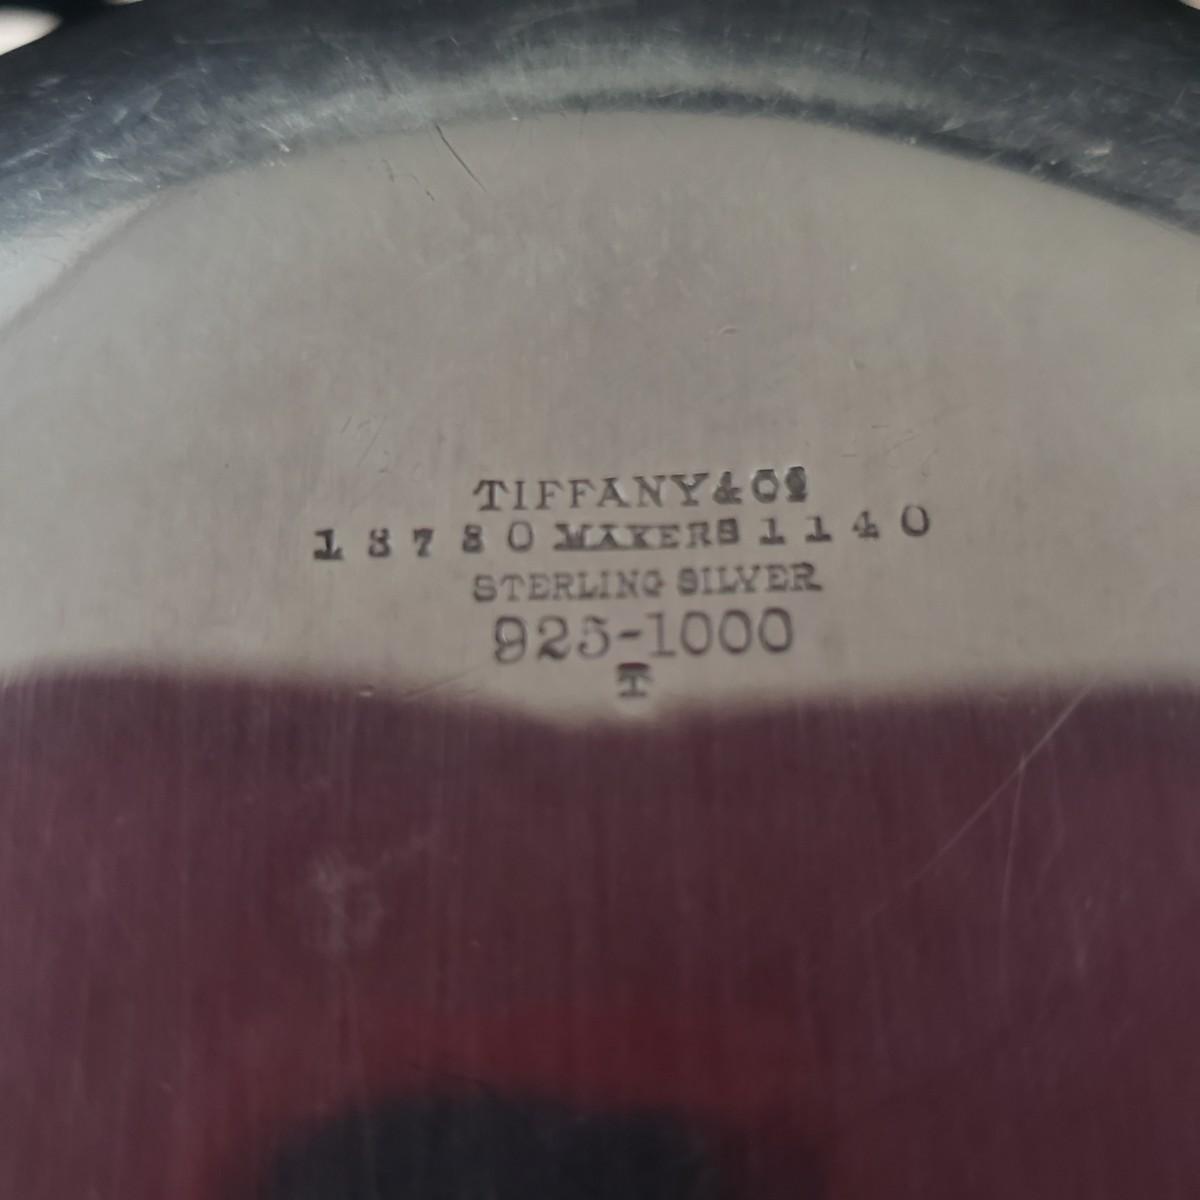 TIFFANY & Co
18780 MAKERS 1140
STERLING SILVER
925-1000
T